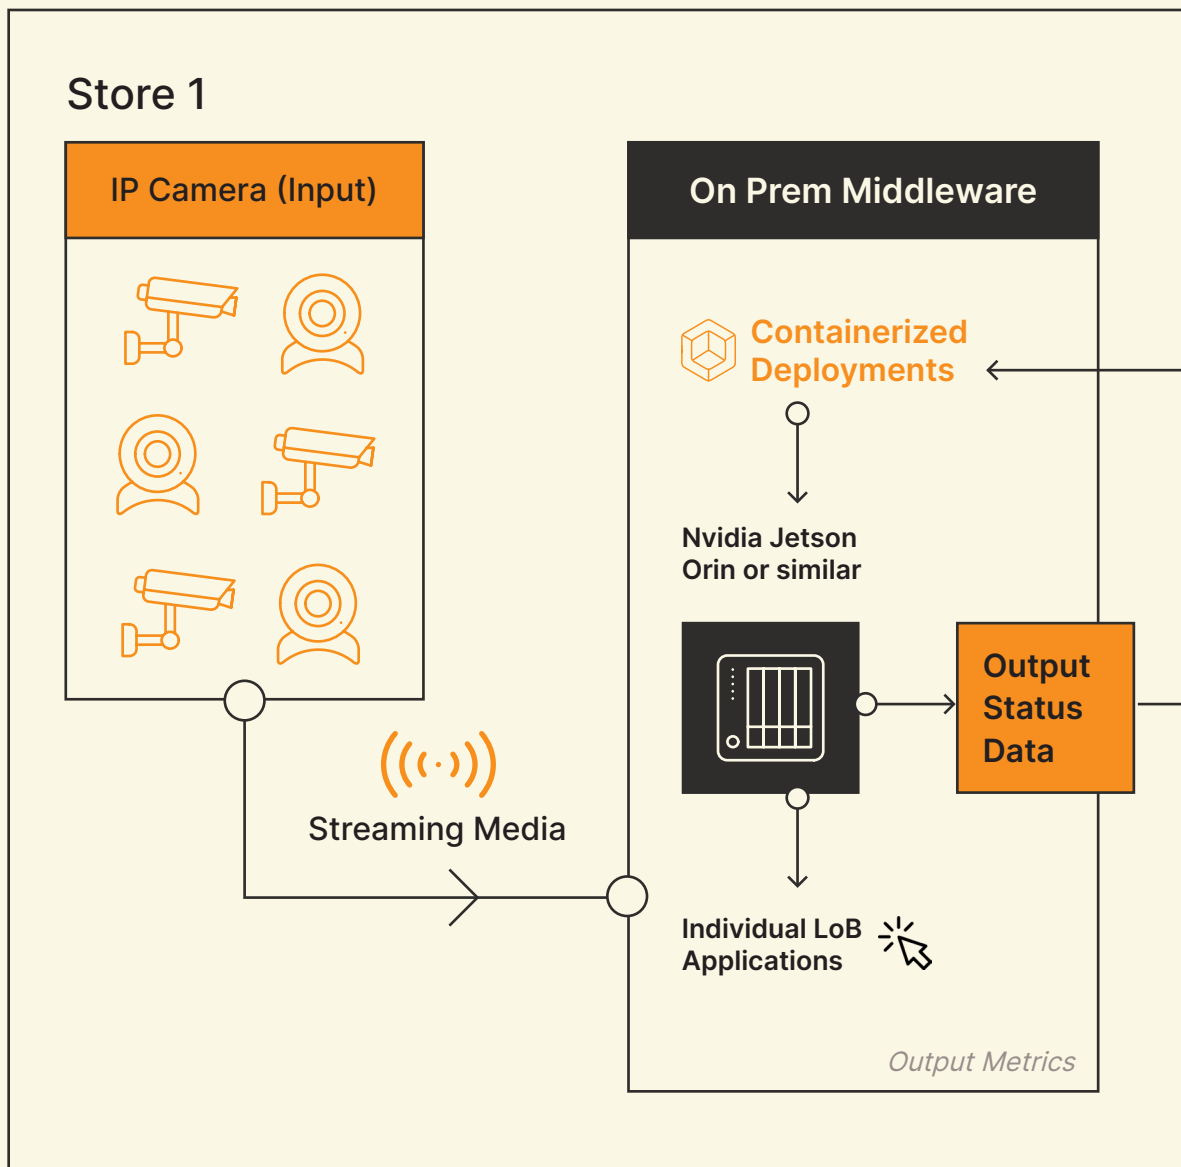 Store 1
IP Camera (Input)
On Prem Middleware
Containerized
Deployments
Nvidia Jetson
Orin or similar
Output
Status
Data
Streaming Media
Individual LoB
Applications
Output Metrics